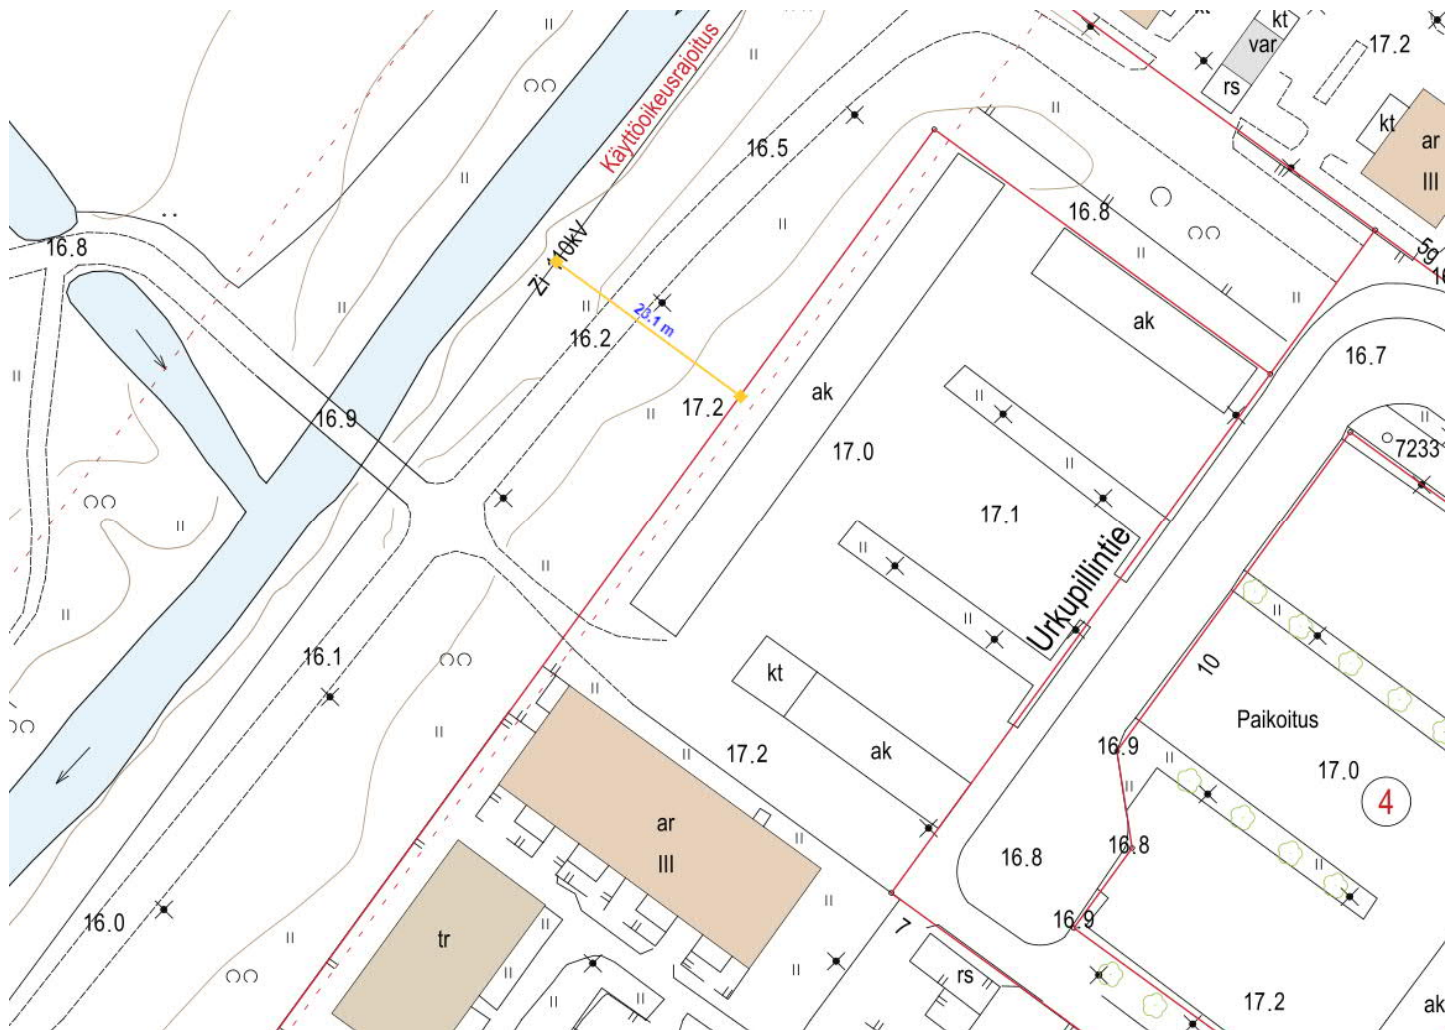 kt
kt
var
17.2
rs
kt
ar
III
Käyttöoikeusrajoitus
16.5
16.8
5g
16.8
Zi 110kV
ak
16.7
16.2
28.1 m
17.2
ak
16.9
17.0
7233
17.1
Urkupillintie
16.1
kt
10
Paikoitus
17.2
ak
16.9
17.0
4
ar
III
16.8
16.8
16.0
tr
7
16.9
rs
17.2
ak